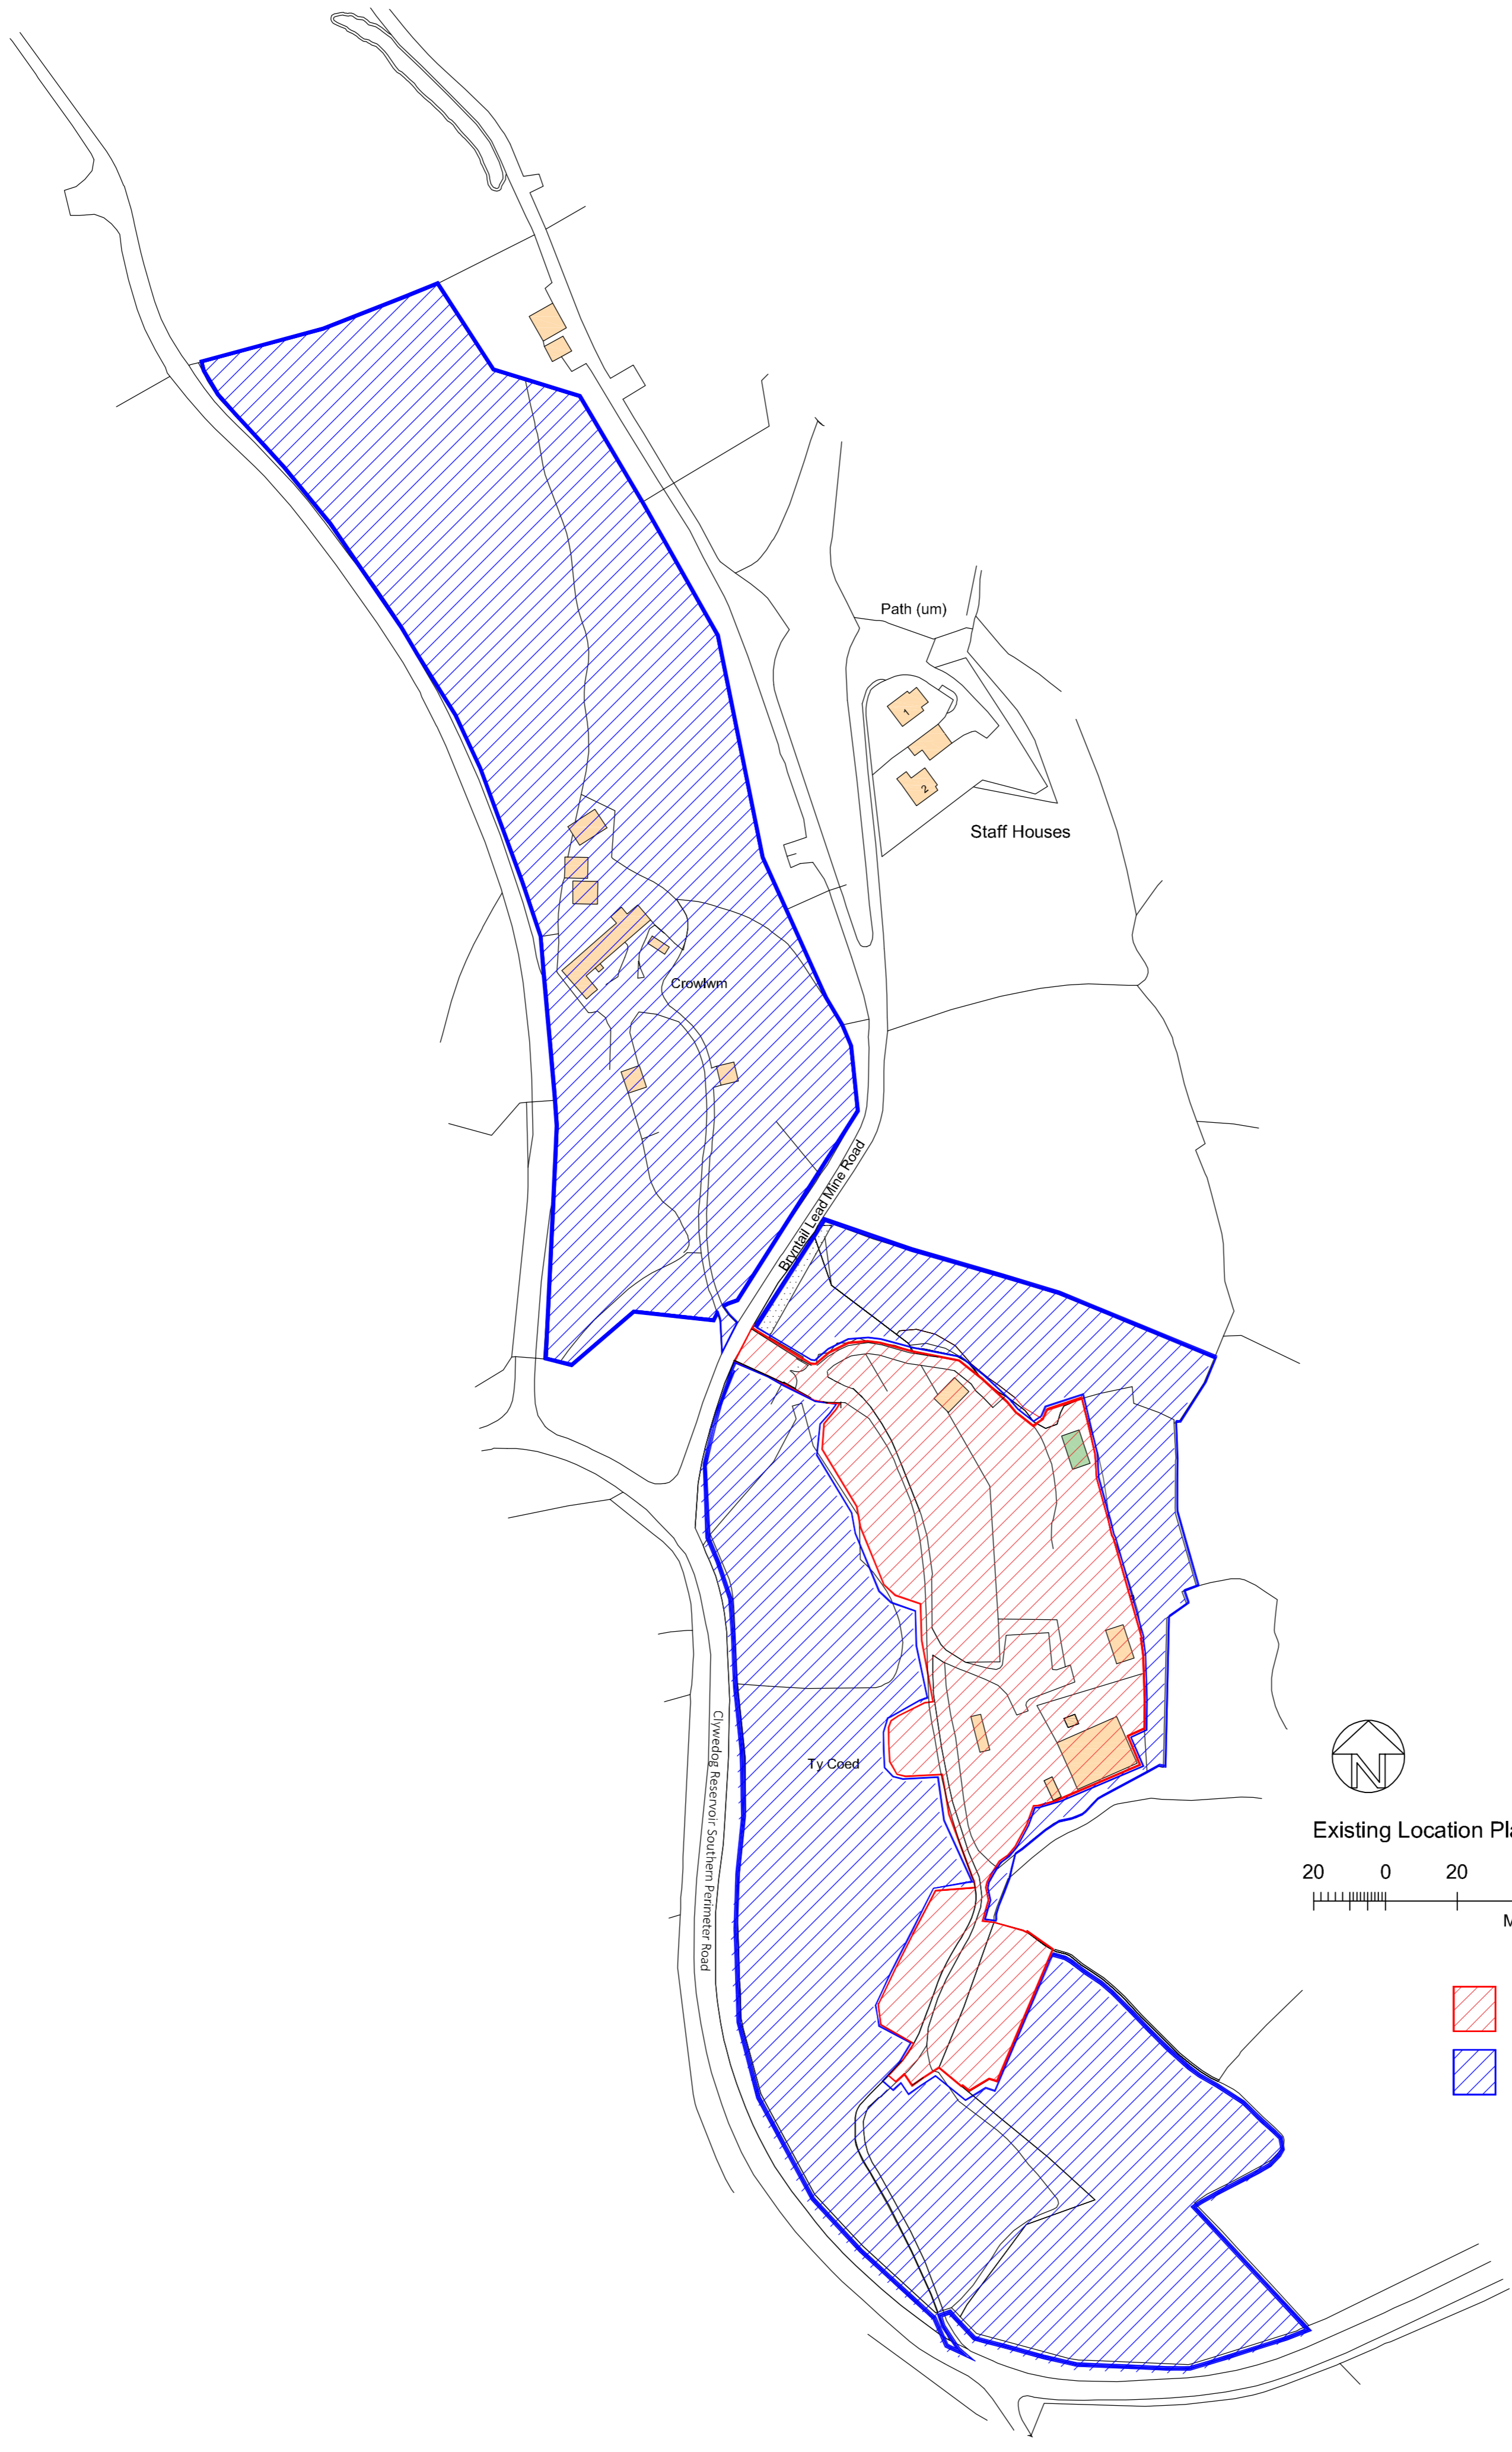 Path (um)
1
2
Staff Houses
Crowlwm
Bryntail Lead Mine Road
Ty Coed
Clywedog Reservoir Southern Perimeter Road
N
Existing Location Pla
20 0 20
M